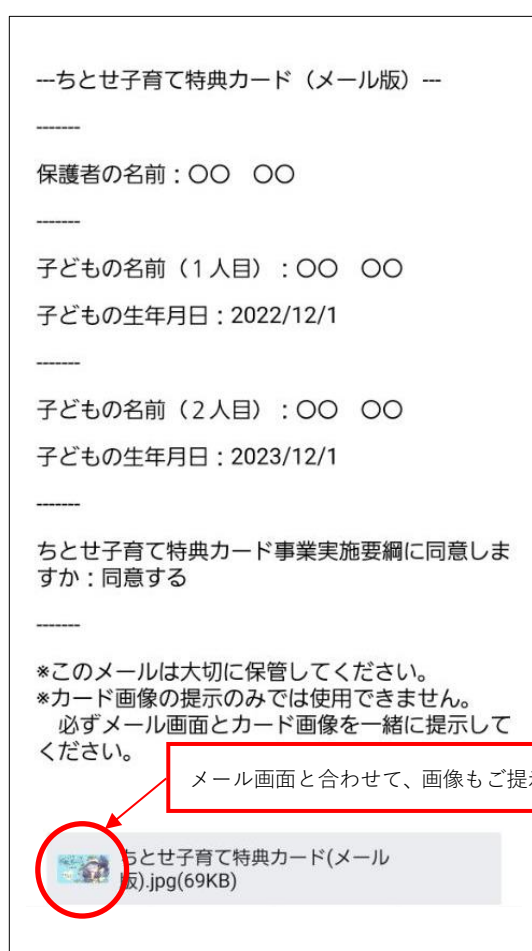 ---ちとせ子育て特典カード（メール版）---
-------
保護者の名前：〇〇　〇〇
-------
子どもの名前（１人目）：〇〇　〇〇
子どもの生年月日：2022/12/1
-------
子どもの名前（２人目）：〇〇　〇〇
子どもの生年月日：2023/12/1
-------
ちとせ子育て特典カード事業実施要綱に同意しま
すか：同意する
-------
*このメールは大切に保管してください。
*カード画像の提示のみでは使用できません。
　必ずメール画面とカード画像を一緒に提示して
ください。
メール画面と合わせて、画像もご提
ちとせ子育て特典カード(メール
版).jpg(69KB)